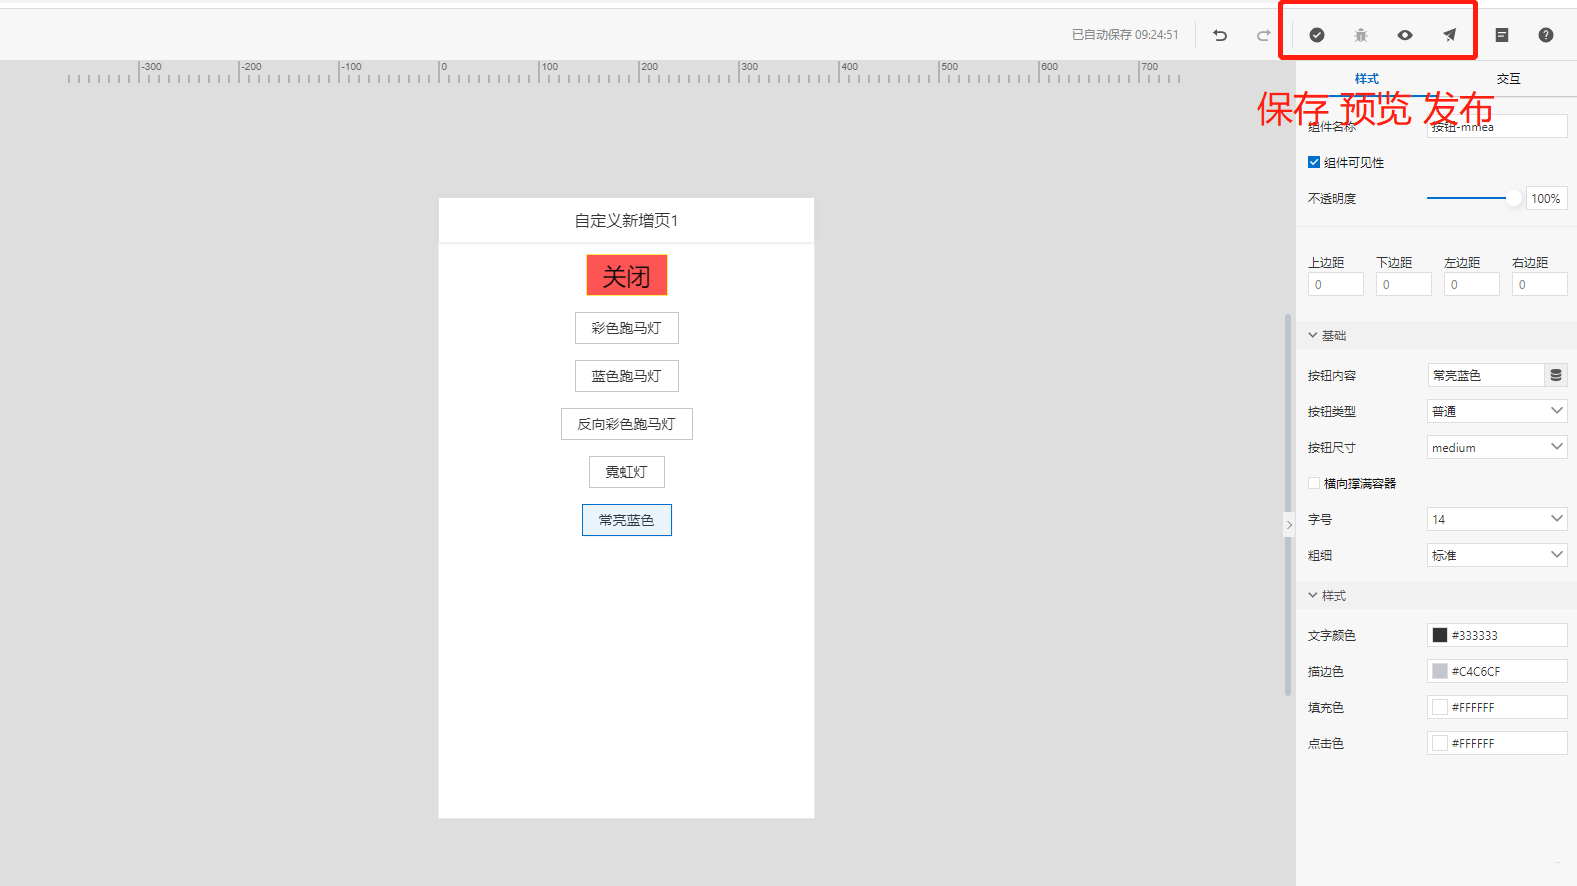 已自动保存 09:24:51
-300 -200 -100 0 100 200 300 400 500 600 700
样式 交互
保存 预览 发布
组件名称 按钮-mmea
组件可见性
不透明度 100%
自定义新增页1
上边距 下边距 左边距 右边距
0 0 0 0
关闭
彩色跑马灯
蓝色跑马灯
反向彩色跑马灯
霓虹灯
常亮蓝色
基础
按钮内容 常亮蓝色
按钮类型 普通
按钮尺寸 medium
横向撑满容器
字号 14
粗细 标准
样式
文字颜色 #333333
描边色 #C4C6CF
填充色 #FFFFFF
点击色 #FFFFFF